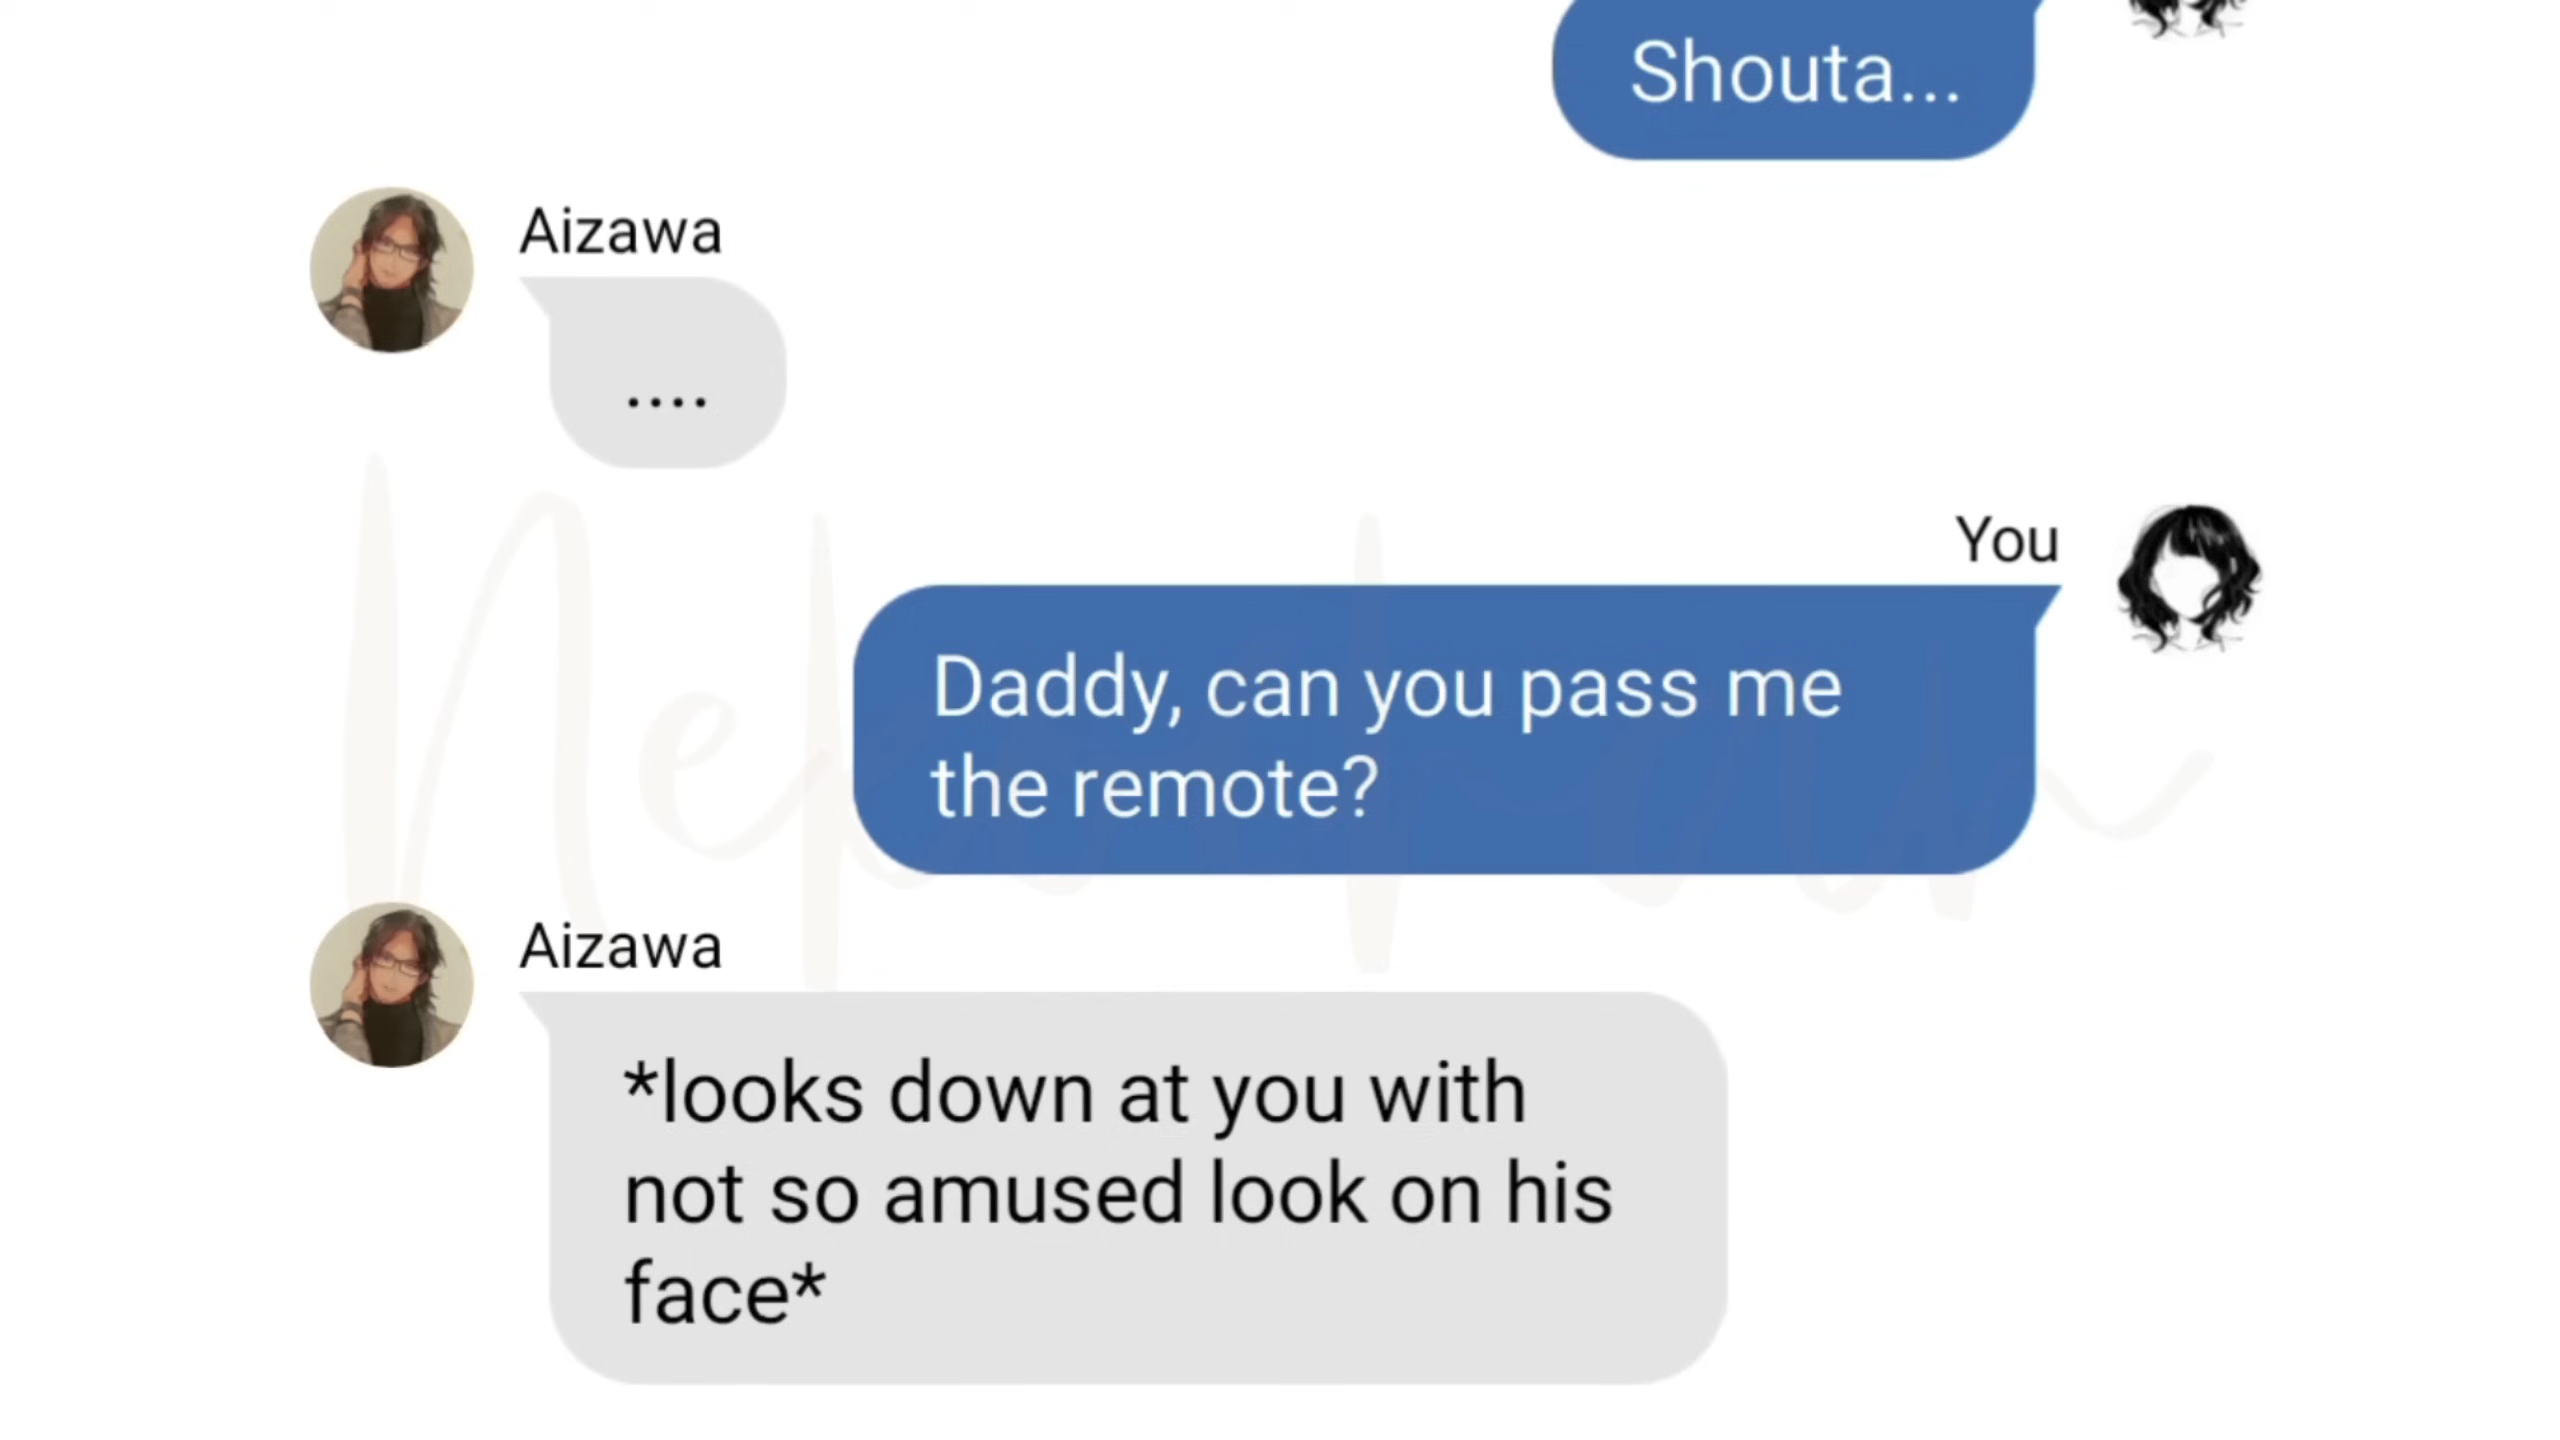 Shouta...
Aizawa
....
You
Daddy, can you pass me
the remote?
Aizawa
*looks down at you with
not so amused look on his
face*